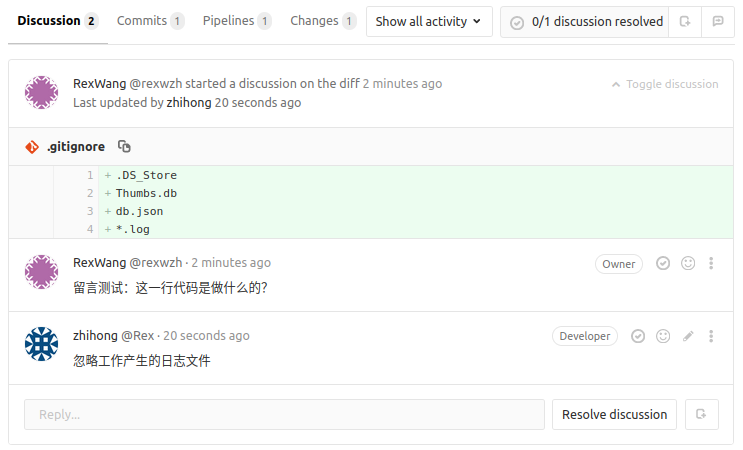 Discussion 2 Commits 1 Pipelines 1 Changes 1 Show all activity 0/1 discussion resolved
RexWang @rexwzh started a discussion on the diff 2 minutes ago Toggle discussion
Last updated by zhihong 20 seconds ago
.gitignore
1 + .DS_Store
2 + Thumbs.db
3 + db.json
4 + *.log
RexWang @rexwzh · 2 minutes ago Owner
留言测试：这一行代码是做什么的？
zhihong @Rex · 20 seconds ago Developer
忽略工作产生的日志文件
Reply... Resolve discussion